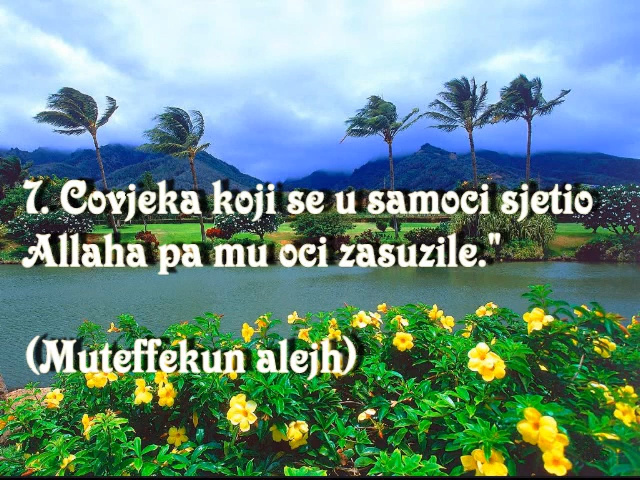 7. Covjeka koji se u samoci sjetio
Allaha pa mu oci zasuzile."
(Muteffekun alejh)